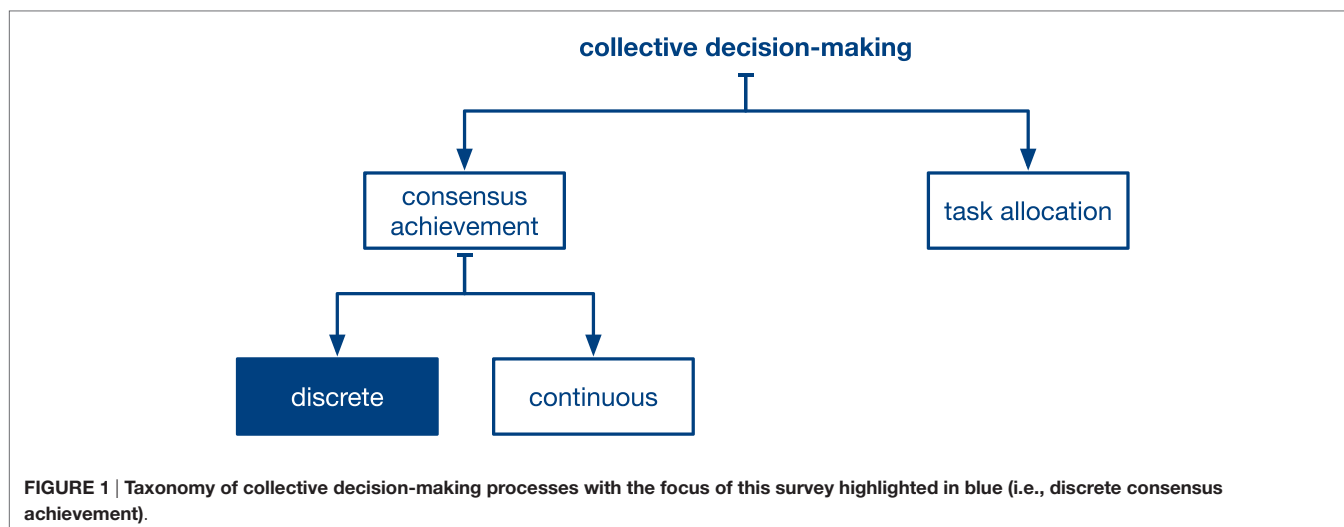 collective decision-making
consensus
achievement
task allocation
discrete
continuous
FIGURE 1 | Taxonomy of collective decision-making processes with the focus of this survey highlighted in blue (i.e., discrete consensus
achievement).